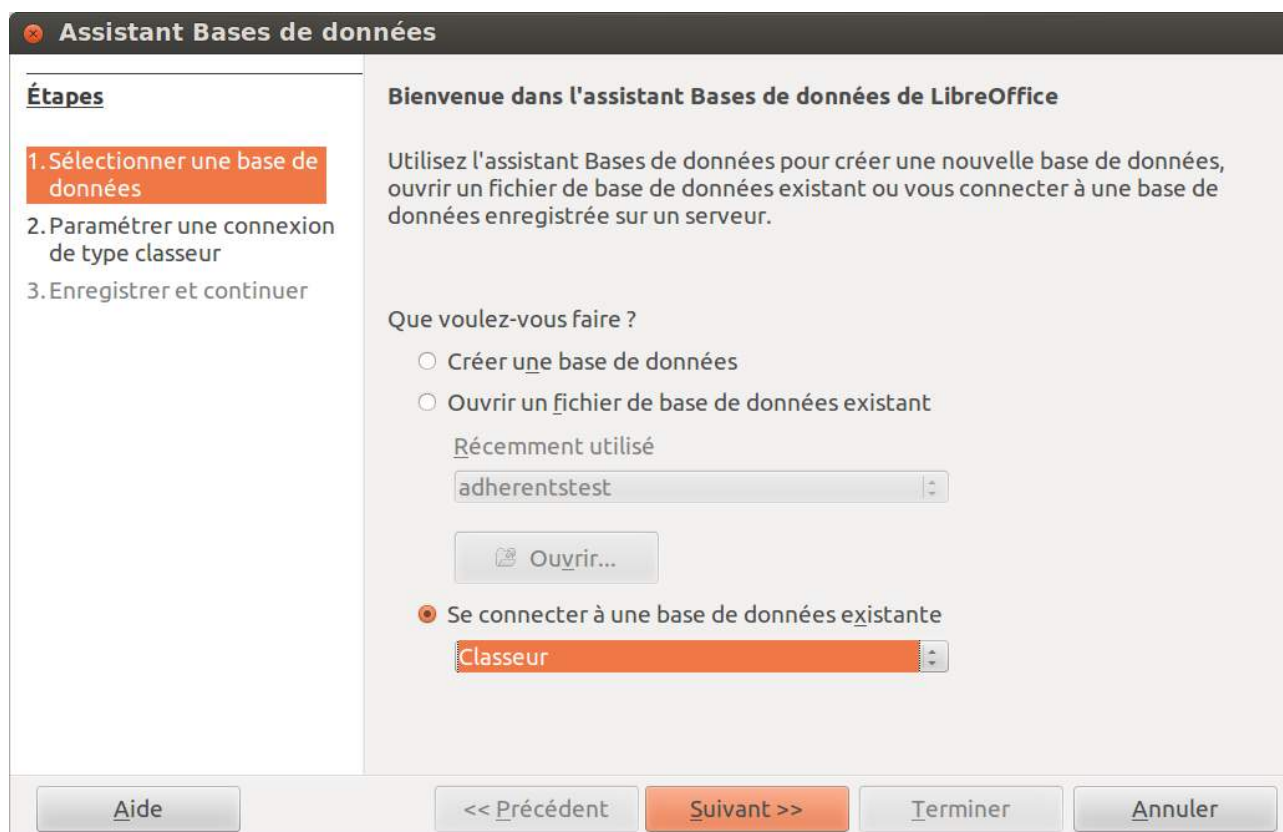 Assistant Bases de données
Étapes
1. Sélectionner une base de
données
2. Paramétrer une connexion
de type classeur
3. Enregistrer et continuer
Bienvenue dans l'assistant Bases de données de LibreOffice
Utilisez l'assistant Bases de données pour créer une nouvelle base de données,
ouvrir un fichier de base de données existant ou vous connecter à une base de
données enregistrée sur un serveur.
Que voulez-vous faire ?
Créer une base de données
Ouvrir un fichier de base de données existant
Récemment utilisé
adherentstest
Ouvrir...
Se connecter à une base de données existante
Classeur
Aide
<< Précédent
Suivant >>
Terminer
Annuler